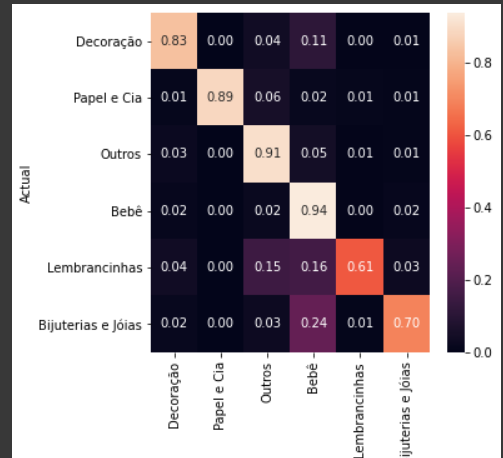 Decoração 0.83 0.00 0.04 0.11 0.00 0.01
Papel e Cia 0.01 0.89 0.06 0.02 0.01 0.01
Outros 0.03 0.00 0.91 0.05 0.01 0.01
Bebê 0.02 0.00 0.02 0.94 0.00 0.02
Lembrancinhas 0.04 0.00 0.15 0.16 0.61 0.03
Bijuterias e Jóias 0.02 0.00 0.03 0.24 0.01 0.70
Actual
Decoração
Papel e Cia
Outros
Bebê
Lembrancinhas
ijuterias e Jóias
0.8
0.6
0.4
0.2
0.0